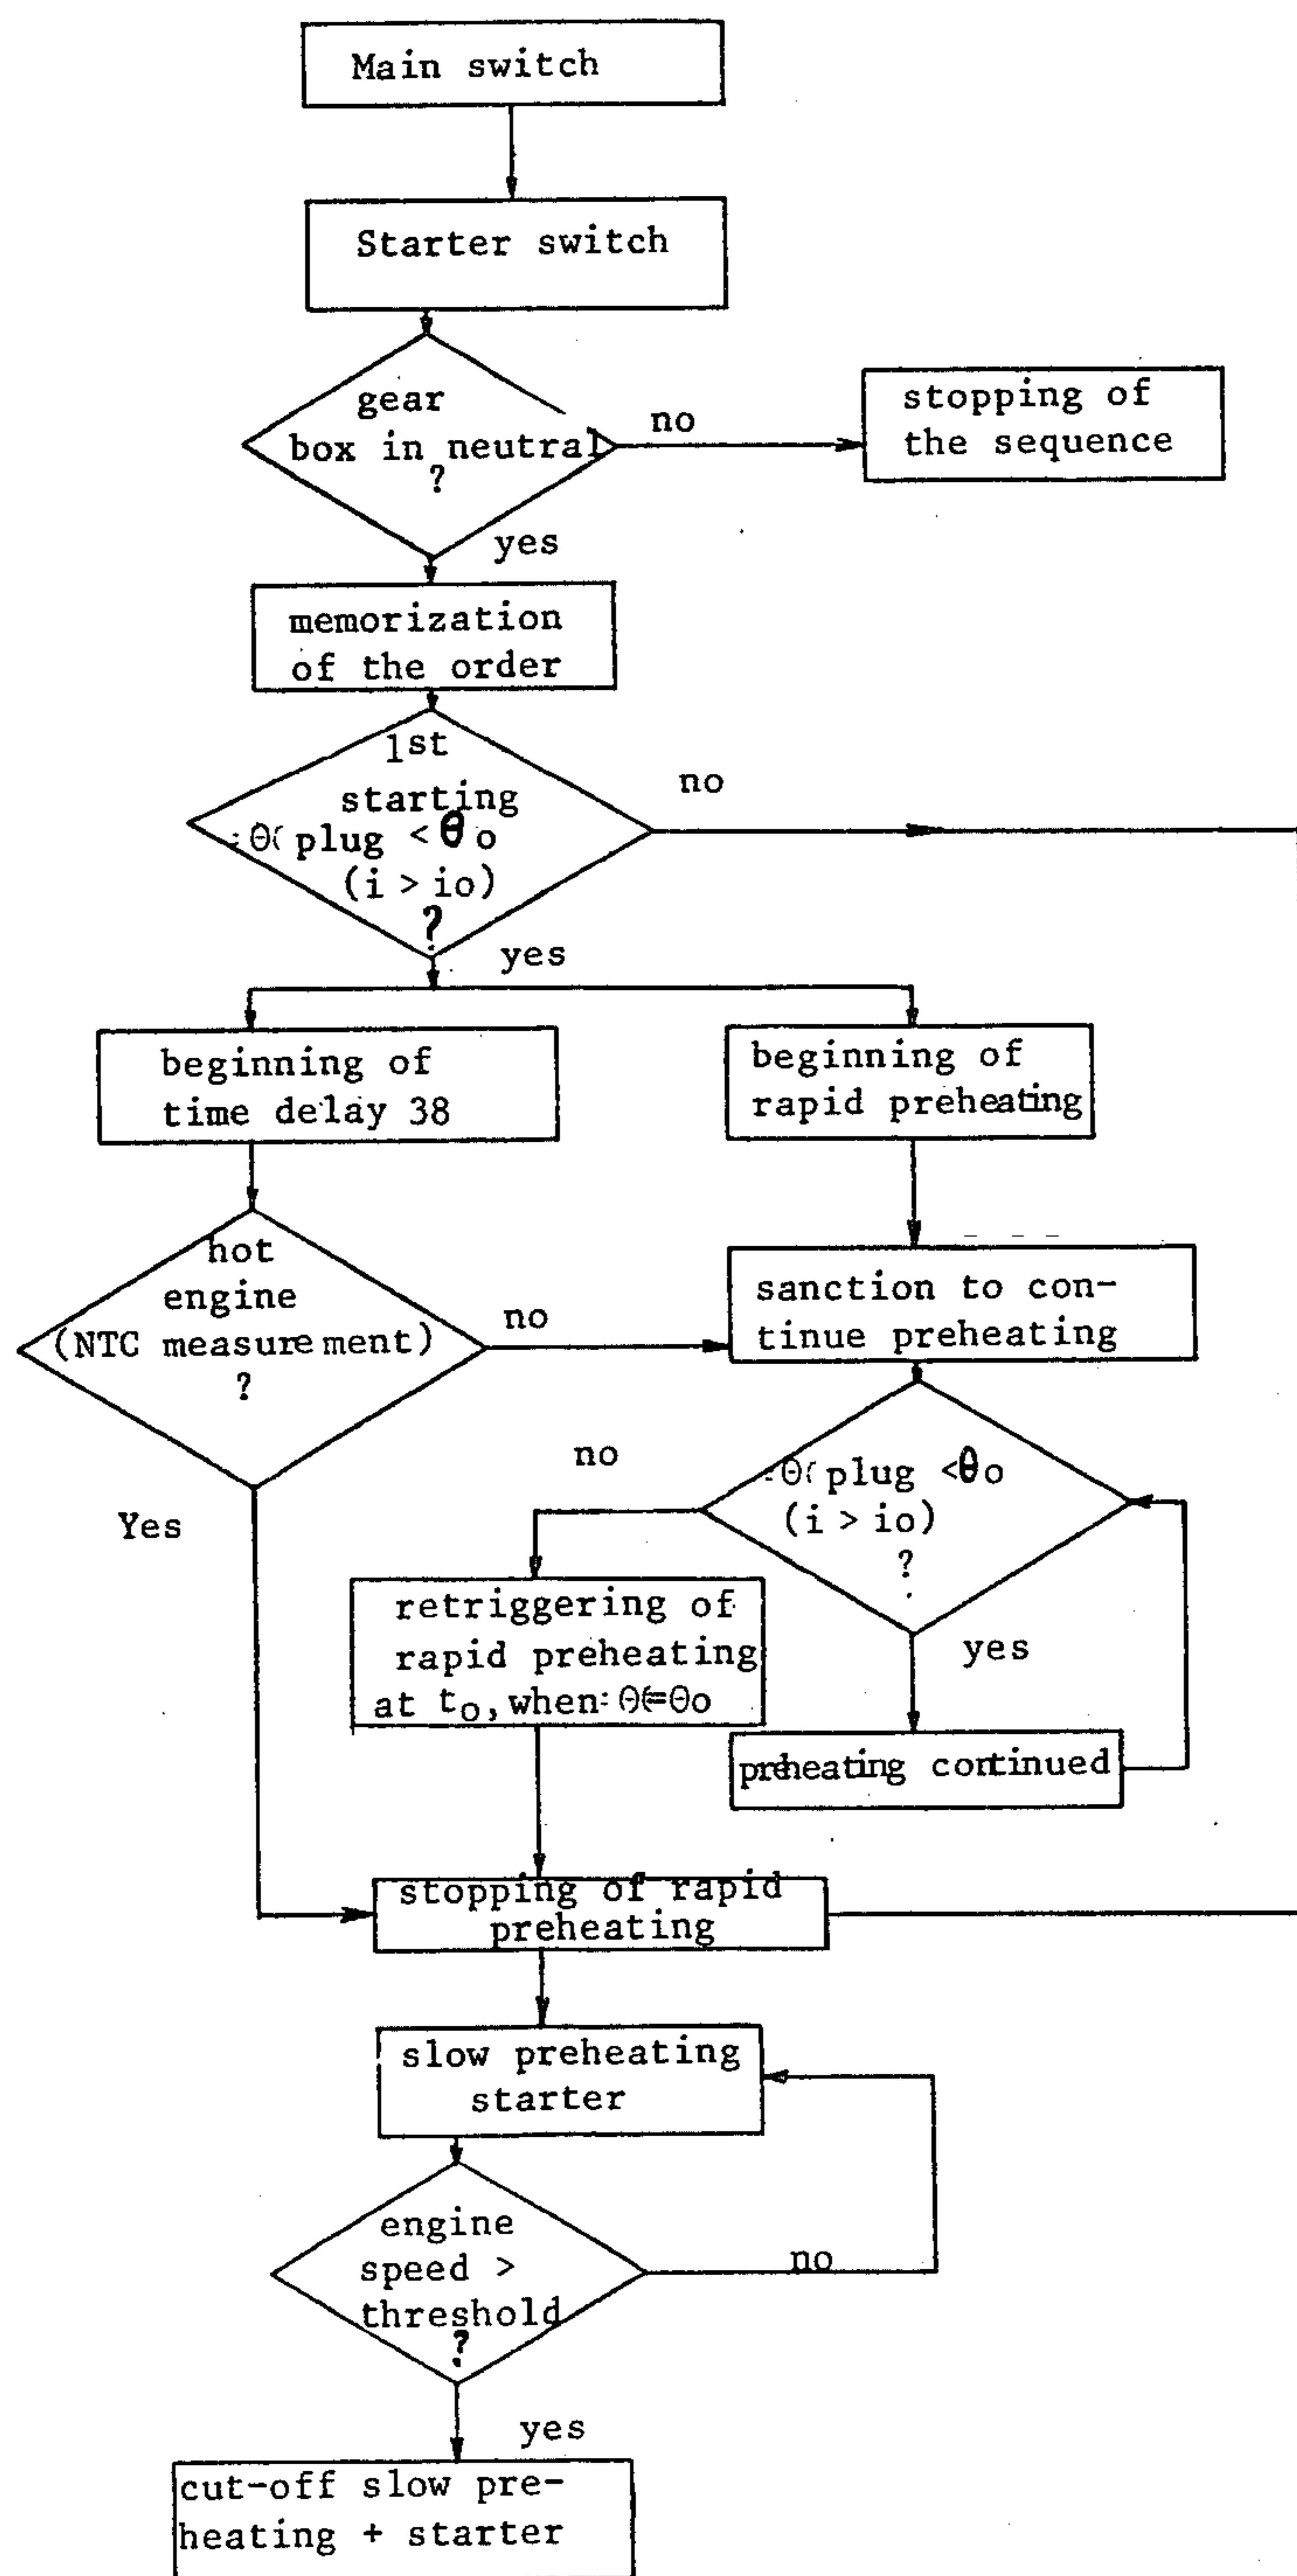 Main switch
Starter switch
gear
box in neutral
?
no
stopping of
the sequence
yes
memorization
of the order
1st
starting
θ plug < θo
(i > io)
?
no
yes
beginning of
time delay 38
beginning of
rapid preheating
hot
engine
(NTC measurement)
?
no
sanction to con-
tinue preheating
Yes
no
θ plug < θo
(i > io)
?
yes
retriggering of
rapid preheating
at to, when θ=θo
preheating continued
stopping of rapid
preheating
slow preheating
starter
engine
speed >
threshold
?
no
yes
cut-off slow pre-
heating + starter